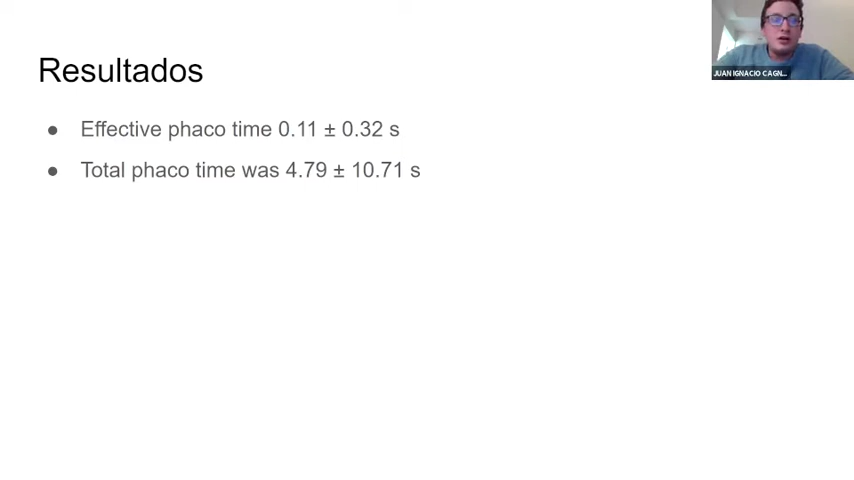 JUAN IGNACIO CAGN...
Resultados
● Effective phaco time 0.11 ± 0.32 s
● Total phaco time was 4.79 ± 10.71 s